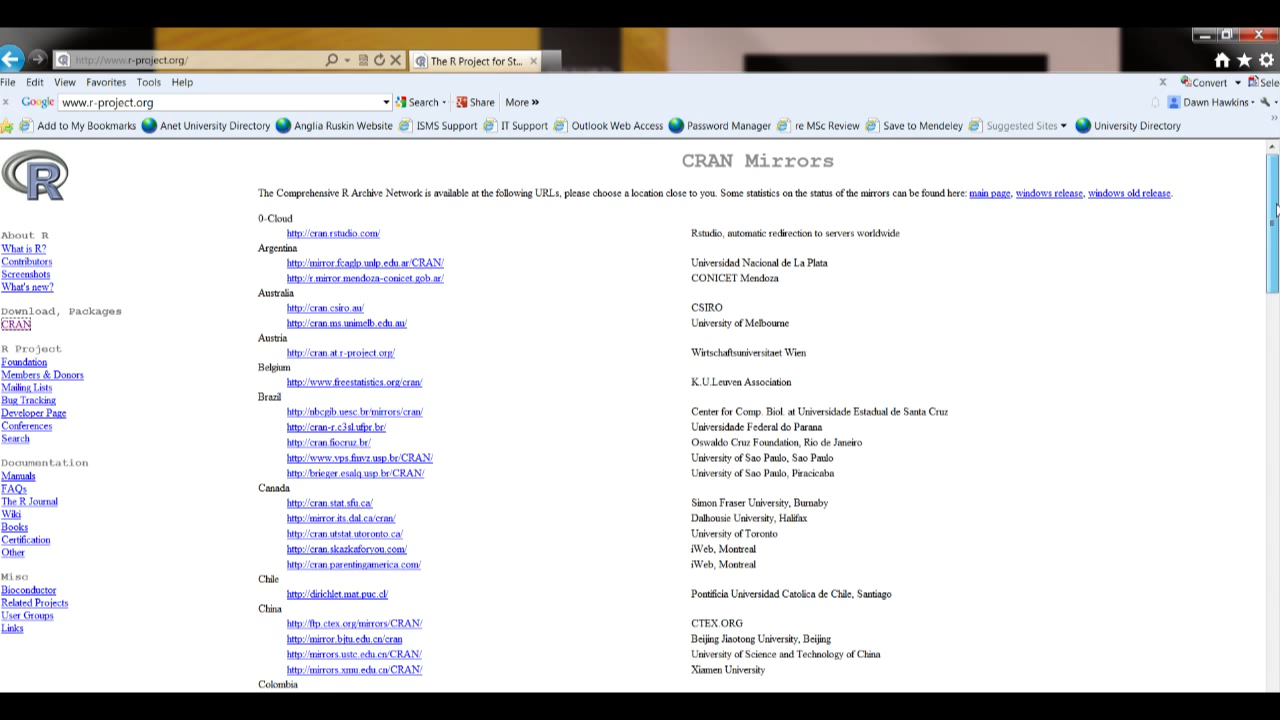 http://www.r-project.org/
The R Project for St...
File Edit View Favorites Tools Help
Convert
Sele
Google
www.r-project.org
Search
Share
More »
Dawn Hawkins
Add to My Bookmarks
Anet University Directory
Anglia Ruskin Website
ISMS Support
IT Support
Outlook Web Access
Password Manager
re MSc Review
Save to Mendeley
Suggested Sites
University Directory
R
About R
What is R?
Contributors
Screenshots
What's new?
Download, Packages
CRAN
R Project
Foundation
Members & Donors
Mailing Lists
Bug Tracking
Developer Page
Conferences
Search
Documentation
Manuals
FAQs
The R Journal
Wiki
Books
Certification
Other
Misc
Bioconductor
Related Projects
User Groups
Links
CRAN Mirrors
The Comprehensive R Archive Network is available at the following URLs, please choose a location close to you. Some statistics on the status of the mirrors can be found here: main page, windows release, windows old release.
0-Cloud
http://cran.rstudio.com/ Rstudio, automatic redirection to servers worldwide
Argentina
http://mirror.fcaglp.unlp.edu.ar/CRAN/ Universidad Nacional de La Plata
http://r.mirror.mendoza-conicet.gob.ar/ CONICET Mendoza
Australia
http://cran.csiro.au/ CSIRO
http://cran.ms.unimelb.edu.au/ University of Melbourne
Austria
http://cran.at.r-project.org/ Wirtschaftsuniversitaet Wien
Belgium
http://www.freestatistics.org/cran/ K.U.Leuven Association
Brazil
http://nbcgib.uesc.br/mirrors/cran/ Center for Comp. Biol. at Universidade Estadual de Santa Cruz
http://cran-r.c3sl.ufpr.br/ Universidade Federal do Parana
http://cran.fiocruz.br/ Oswaldo Cruz Foundation, Rio de Janeiro
http://www.vps.fmvz.usp.br/CRAN/ University of Sao Paulo, Sao Paulo
http://brieger.esalq.usp.br/CRAN/ University of Sao Paulo, Piracicaba
Canada
http://cran.stat.sfu.ca/ Simon Fraser University, Burnaby
http://mirror.its.dal.ca/cran/ Dalhousie University, Halifax
http://cran.utstat.utoronto.ca/ University of Toronto
http://cran.skazkaforyou.com/ iWeb, Montreal
http://cran.parentingamerica.com/ iWeb, Montreal
Chile
http://dirichlet.mat.puc.cl/ Pontificia Universidad Catolica de Chile, Santiago
China
http://ftp.ctex.org/mirrors/CRAN/ CTEX ORG
http://mirror.bjtu.edu.cn/cran Beijing Jiaotong University, Beijing
http://mirrors.ustc.edu.cn/CRAN/ University of Science and Technology of China
http://mirrors.xmu.edu.cn/CRAN/ Xiamen University
Colombia